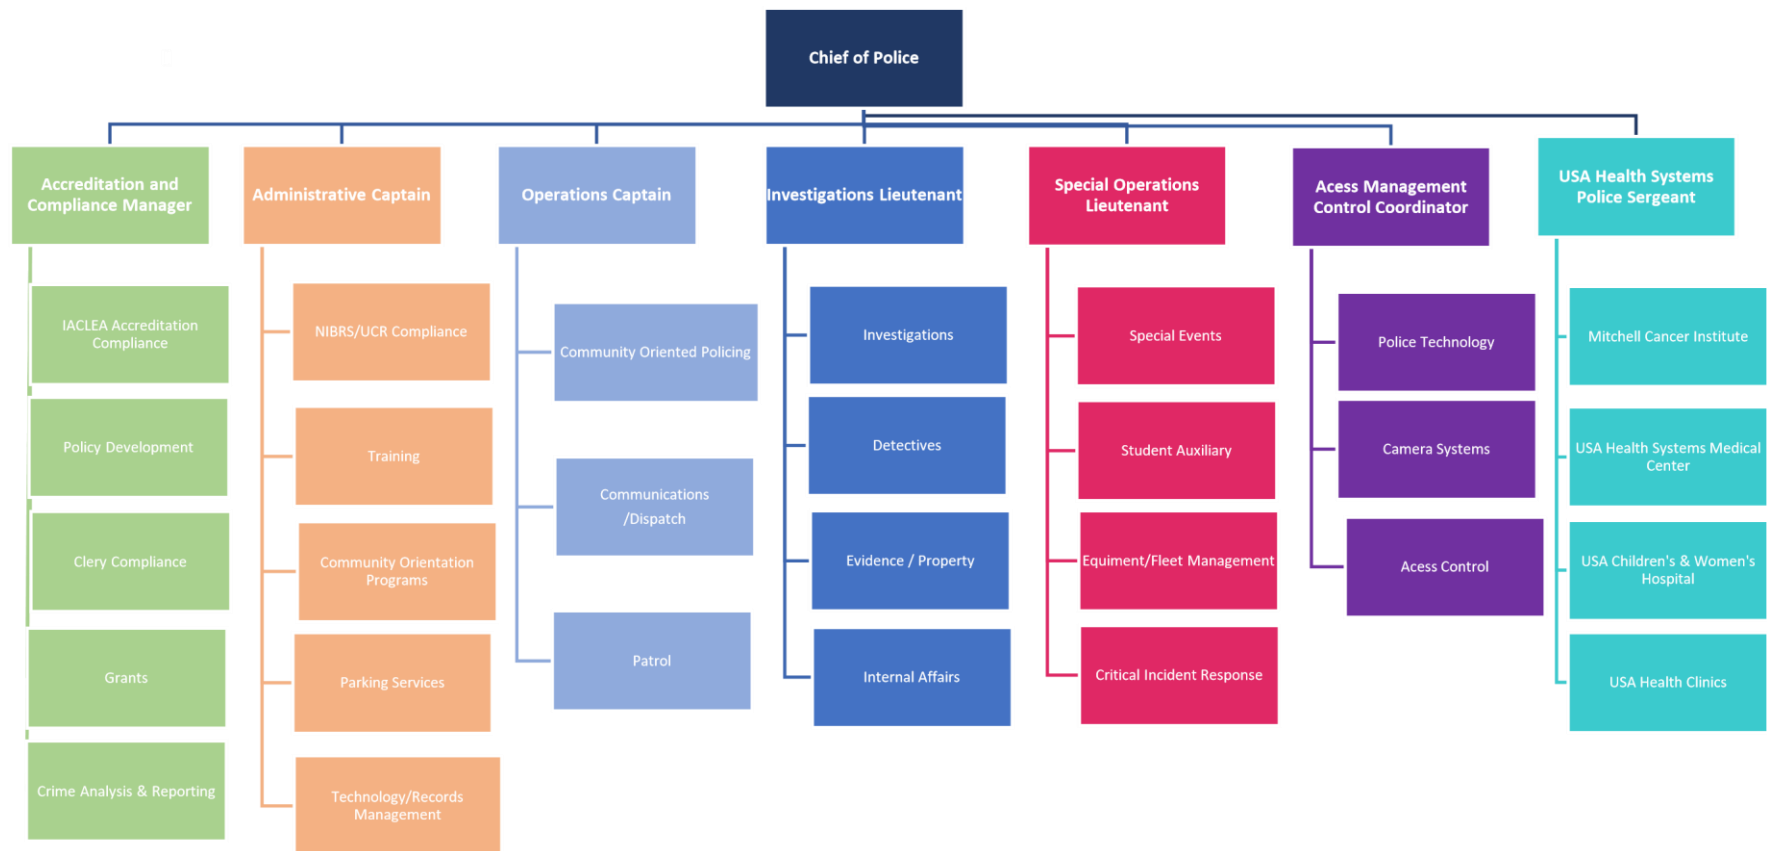 Chief of Police
Accreditation and
Compliance Manager
Administrative Captain
Operations Captain
Investigations Lieutenant
Special Operations
Lieutenant
Acess Management
Control Coordinator
USA Health Systems
Police Sergeant
IACLEA Accreditation
Compliance
Policy Development
Clery Compliance
Grants
Crime Analysis & Reporting
NIBRS/UCR Compliance
Training
Community Orientation
Programs
Parking Services
Technology/Records
Management
Community Oriented Policing
Communications
/Dispatch
Patrol
Investigations
Detectives
Evidence / Property
Internal Affairs
Special Events
Student Auxiliary
Equiment/Fleet Management
Critical Incident Response
Police Technology
Camera Systems
Acess Control
Mitchell Cancer Institute
USA Health Systems Medical
Center
USA Children's & Women's
Hospital
USA Health Clinics